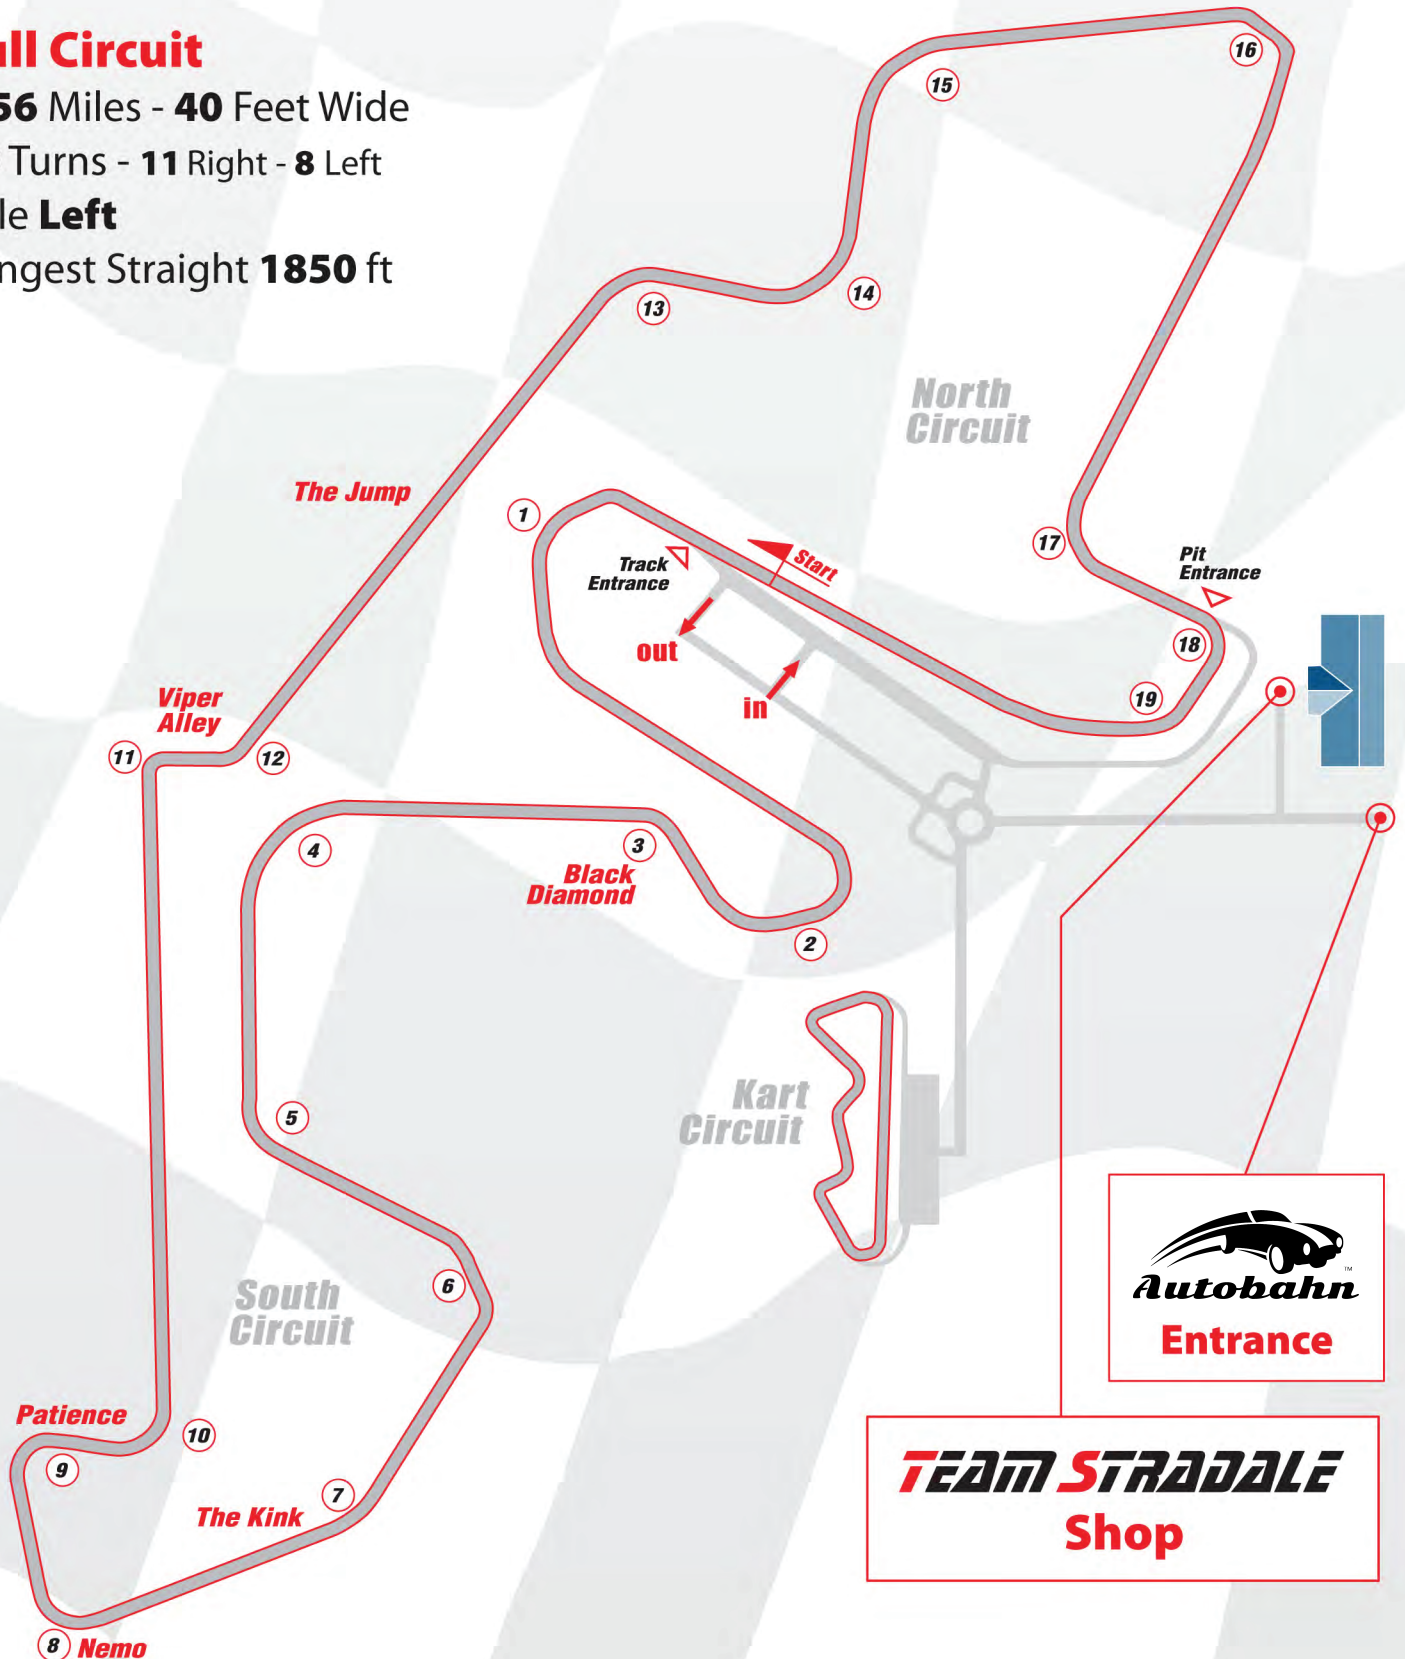 ull Circuit
56 Miles - 40 Feet Wide
Turns - 11 Right - 8 Left
le Left
ngest Straight 1850 ft
16
15
14
13
North
Circuit
The Jump
1
Track
Entrance
Start
17
Pit
Entrance
out
in
18
19
Viper
Alley
11
12
4
3
Black
Diamond
2
5
Kart
Circuit
6
South
Circuit
Autobahn
TM
Entrance
Patience
10
9
7
The Kink
TEAM STRADALE
Shop
8
Nemo